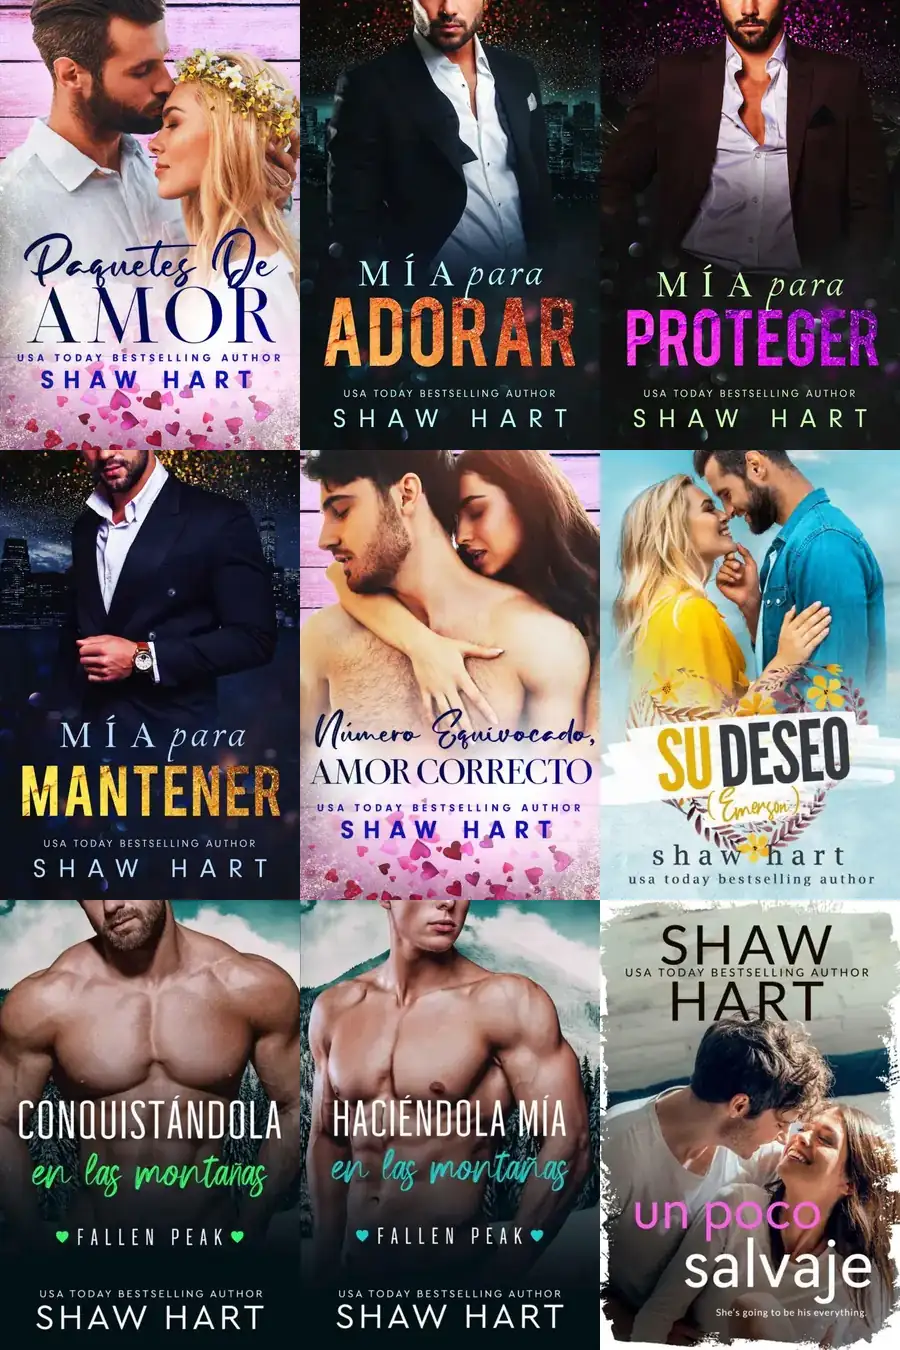 Paquetes De
AMOR
USA TODAY BESTSELLING AUTHOR
SHAW HART
MÍA para
ADORAR
USA TODAY BESTSELLING AUTHOR
SHAW HART
MÍA para
PROTEGER
USA TODAY BESTSELLING AUTHOR
SHAW HART
MÍA para
MANTENER
USA TODAY BESTSELLING AUTHOR
SHAW HART
Número Equivocado,
AMOR CORRECTO
USA TODAY BESTSELLING AUTHOR
SHAW HART
SU DESEO
(Emerson)
shaw hart
usa today bestselling author
CONQUISTÁNDOLA
en las montañas
FALLEN PEAK
USA TODAY BESTSELLING AUTHOR
SHAW HART
HACIÉNDOLA MÍA
en las montañas
FALLEN PEAK
USA TODAY BESTSELLING AUTHOR
SHAW HART
SHAW
USA TODAY BESTSELLING AUTHOR
HART
un poco
salvaje
She's going to be his everything.